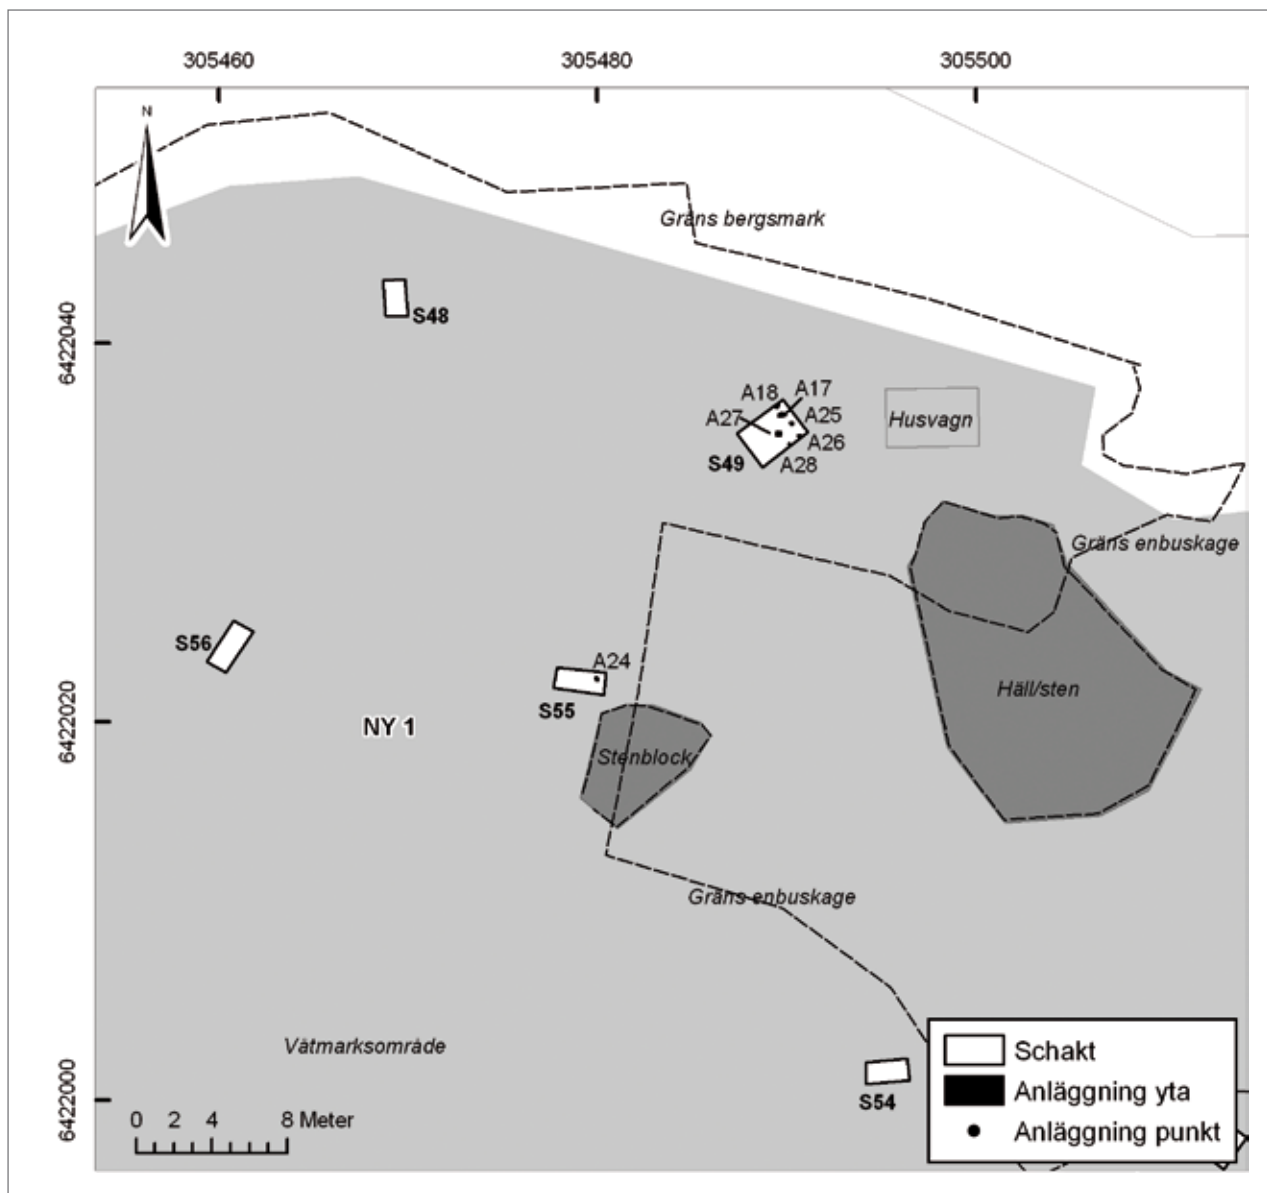 305460
305480
305500
N
Gräns bergsmark
S48
6422040
A18
A17
A27
A25
Husvagn
A26
S49
A28
Gräns enbuskage
S56
A24
Häll/sten
S55
6422020
NY 1
Stenblock
Gräns enbuskage
Våtmarksområde
Schakt
6422000
Anläggning yta
S54
0 2 4 8 Meter
Anläggning punkt